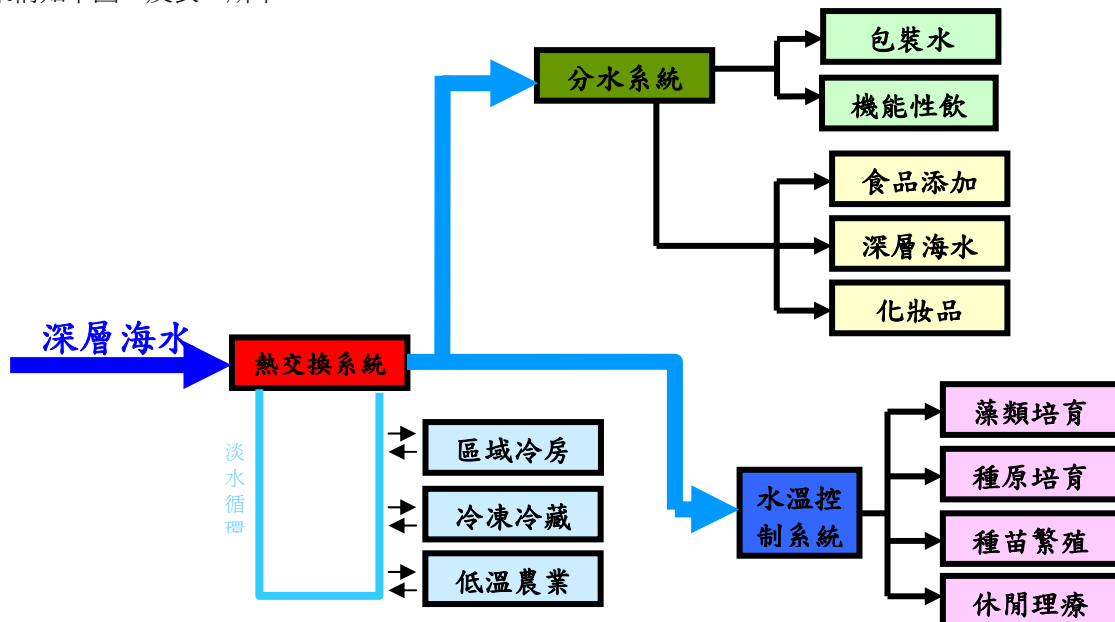 包裝水
分水系統
機能性飲
食品添加
深層海水
化妝品
深層海水
熱交換系統
藻類培育
淡
水
循
環
區域冷房
種原培育
水溫控
制系統
冷凍冷藏
種苗繁殖
低溫農業
休閒理療